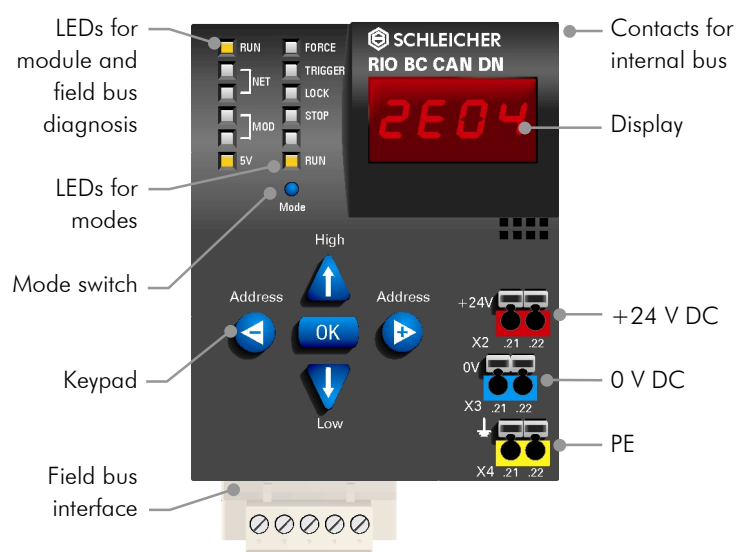 LEDs for
module and
field bus
diagnosis
LEDs for
modes
Mode switch
Keypad
Field bus
interface
RUN
NET
MOD
5V
FORCE
TRIGGER
LOCK
STOP
RUN
Mode
SCHLEICHER
RIO BC CAN DN
2E04
High
Address
Address
OK
Low
+24V
X2 .21 .22
0V
X3 .21 .22
X4 .21 .22
Contacts for
internal bus
Display
+24 V DC
0 V DC
PE